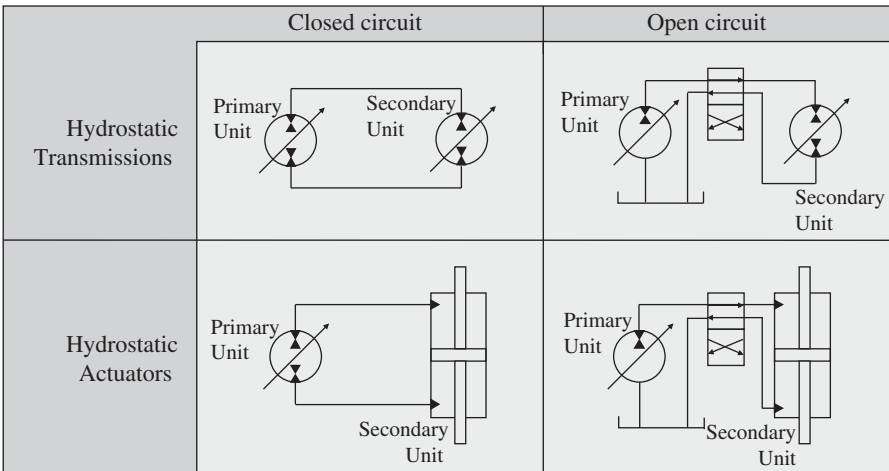 Closed circuit
Open circuit
Hydrostatic
Transmissions
Primary
Unit
Secondary
Unit
Primary
Unit
Secondary
Unit
Hydrostatic
Actuators
Primary
Unit
Secondary
Unit
Primary
Unit
Secondary
Unit